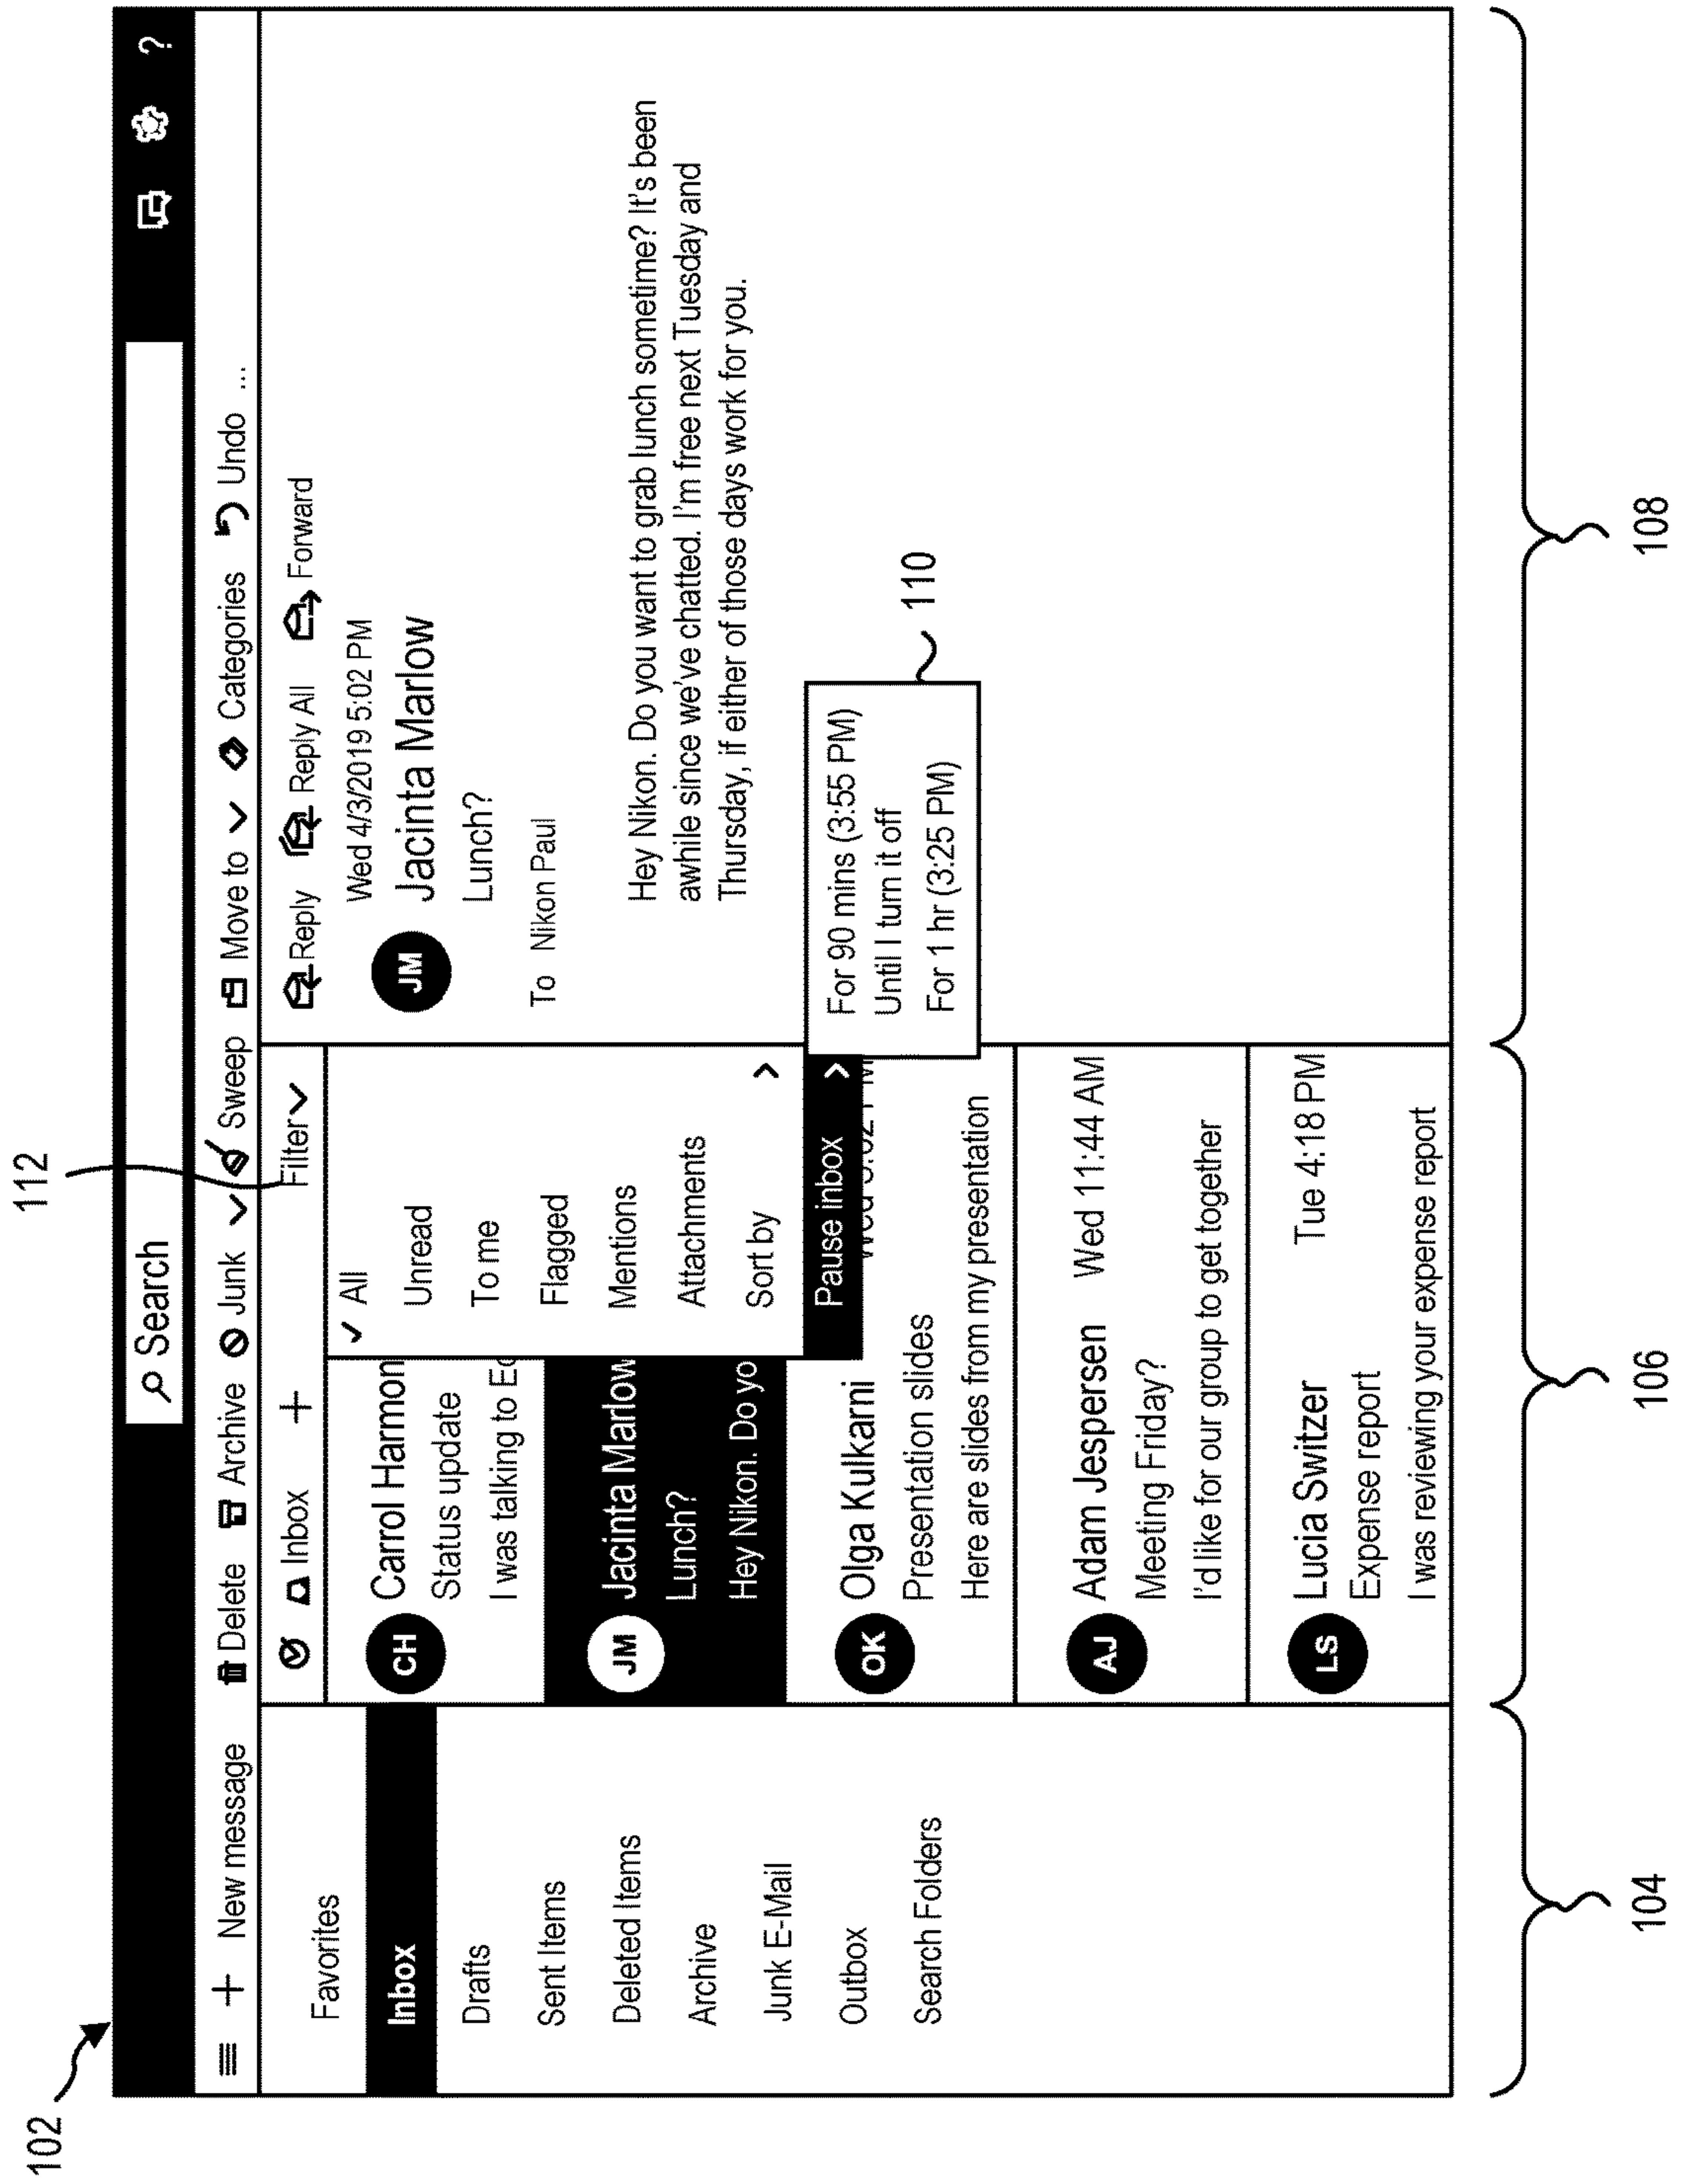 102
112
Search
?
New message
Delete
Archive
Junk
Sweep
Move to
Categories
Undo ...
Favorites
Inbox
Drafts
Sent Items
Deleted Items
Archive
Junk E-Mail
Outbox
Search Folders
Inbox
Filter
All
Unread
To me
Flagged
Mentions
Attachments
Sort by
Pause inbox
CH
Carrol Harmon
Status update
I was talking to
JM
Jacinta Marlow
Lunch?
Hey Nikon. Do yo
OK
Olga Kulkarni
Presentation slides
Here are slides from my presentation
AJ
Adam Jespersen Wed 11:44 AM
Meeting Friday?
I'd like for our group to get together
LS
Lucia Switzer Tue 4:18 PM
Expense report
I was reviewing your expense report
For 90 mins (3:55 PM)
Until I turn it off
For 1 hr (3:25 PM)
110
Reply
Reply All
Forward
Wed 4/3/2019 5:02 PM
JM
Jacinta Marlow
Lunch?
To Nikon Paul
Hey Nikon. Do you want to grab lunch sometime? It's been
awhile since we've chatted. I'm free next Tuesday and
Thursday, if either of those days work for you.
104
106
108